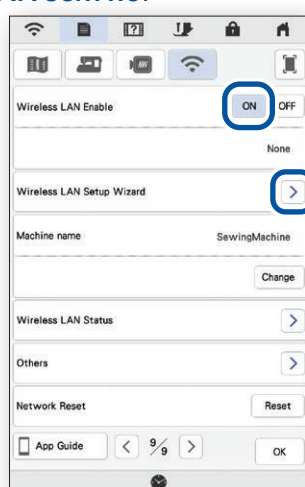 Wireless LAN Enable
ON OFF
None
Wireless LAN Setup Wizard
Machine name SewingMachine
Change
Wireless LAN Status
Others
Network Reset Reset
App Guide 9/9 OK